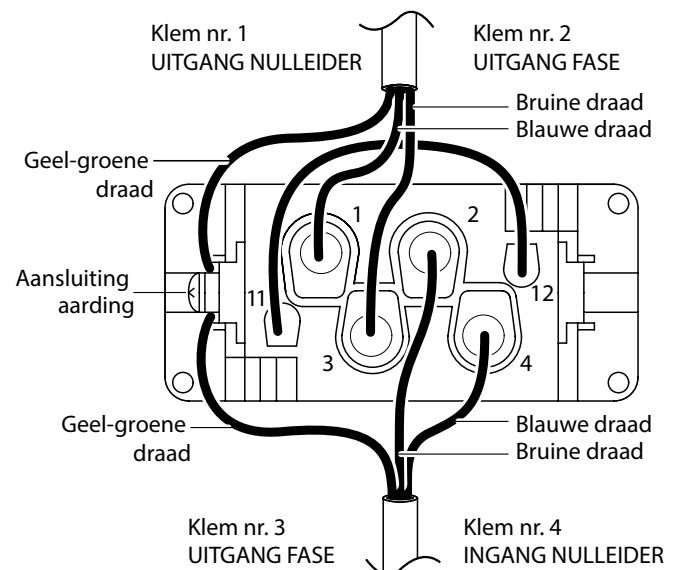 Klem nr. 1
UITGANG NULLEIDER
Klem nr. 2
UITGANG FASE
Bruine draad
Blauwe draad
Geel-groene
draad
1
2
Aansluiting
aarding
11
12
3
4
Geel-groene
draad
Blauwe draad
Bruine draad
Klem nr. 3
UITGANG FASE
Klem nr. 4
INGANG NULLEIDER